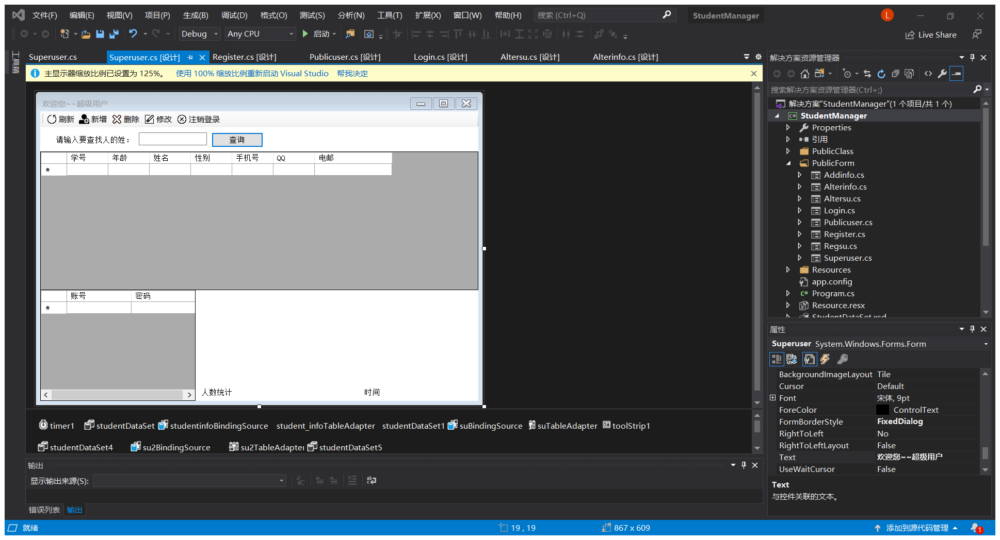 文件(F) 编辑(E) 视图(V) 项目(P) 生成(B) 调试(D) 格式(O) 测试(S) 分析(N) 工具(T) 扩展(X) 窗口(W) 帮助(H) 搜索 (Ctrl+Q) StudentManager L
Debug Any CPU 启动 Live Share
工具箱
Superuser.cs Superuser.cs [设计] Register.cs [设计] Publicuser.cs [设计] Login.cs [设计] Altersu.cs [设计] Alterinfo.cs [设计]
主显示器缩放比例已设置为 125%。 使用 100% 缩放比例重新启动 Visual Studio 帮我决定
欢迎您~~超级用户
刷新 新增 删除 修改 注销登录
请输入要查找人的姓： 查询
学号 年龄 姓名 性别 手机号 QQ 电邮
*
账号 密码
*
人数统计 时间
timer1 studentDataSet studentinfoBindingSource student_infoTableAdapter studentDataSet1 suBindingSource suTableAdapter toolStrip1
studentDataSet4 su2BindingSource su2TableAdapter studentDataSet5
输出
显示输出来源(S):
错误列表 输出
解决方案资源管理器
搜索解决方案资源管理器(Ctrl+;)
解决方案"StudentManager"(1 个项目/共 1 个)
C# StudentManager
Properties
引用
PublicClass
PublicForm
Addinfo.cs
Alterinfo.cs
Altersu.cs
Login.cs
Publicuser.cs
Register.cs
Regsu.cs
Superuser.cs
Resources
app.config
C# Program.cs
Resource.resx
StudentDataSet.xsd
属性
Superuser System.Windows.Forms.Form
BackgroundImageLayout Tile
Cursor Default
Font 宋体, 9pt
ForeColor ControlText
FormBorderStyle FixedDialog
RightToLeft No
RightToLeftLayout False
Text 欢迎您~~超级用户
UseWaitCursor False
Text
与控件关联的文本。
就绪 19 , 19 867 x 609 添加到源代码管理 1